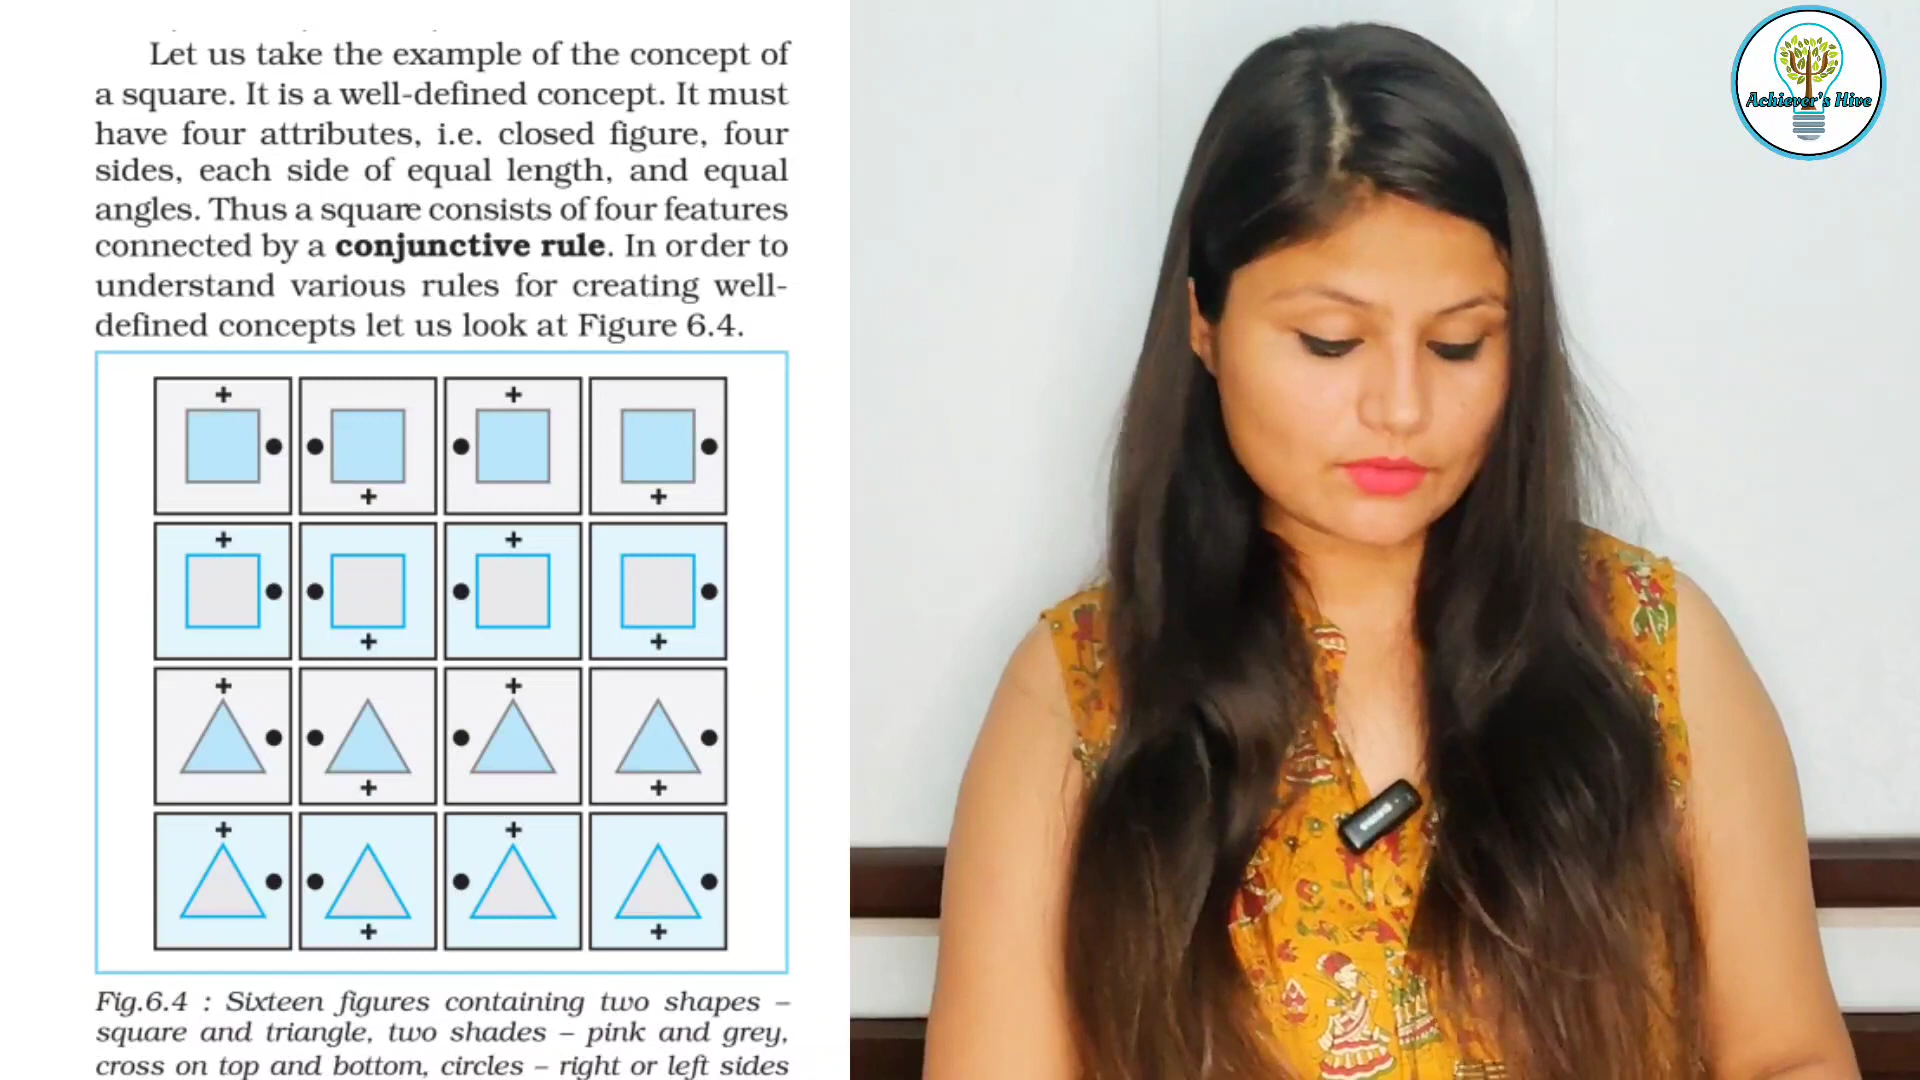 Let us take the example of the concept of
a square. It is a well-defined concept. It must
have four attributes, i.e. closed figure, four
sides, each side of equal length, and equal
angles. Thus a square consists of four features
connected by a conjunctive rule. In order to
understand various rules for creating well-
defined concepts let us look at Figure 6.4.
Fig.6.4 : Sixteen figures containing two shapes –
square and triangle, two shades – pink and grey,
cross on top and bottom, circles – right or left sides
Achiever's Hive